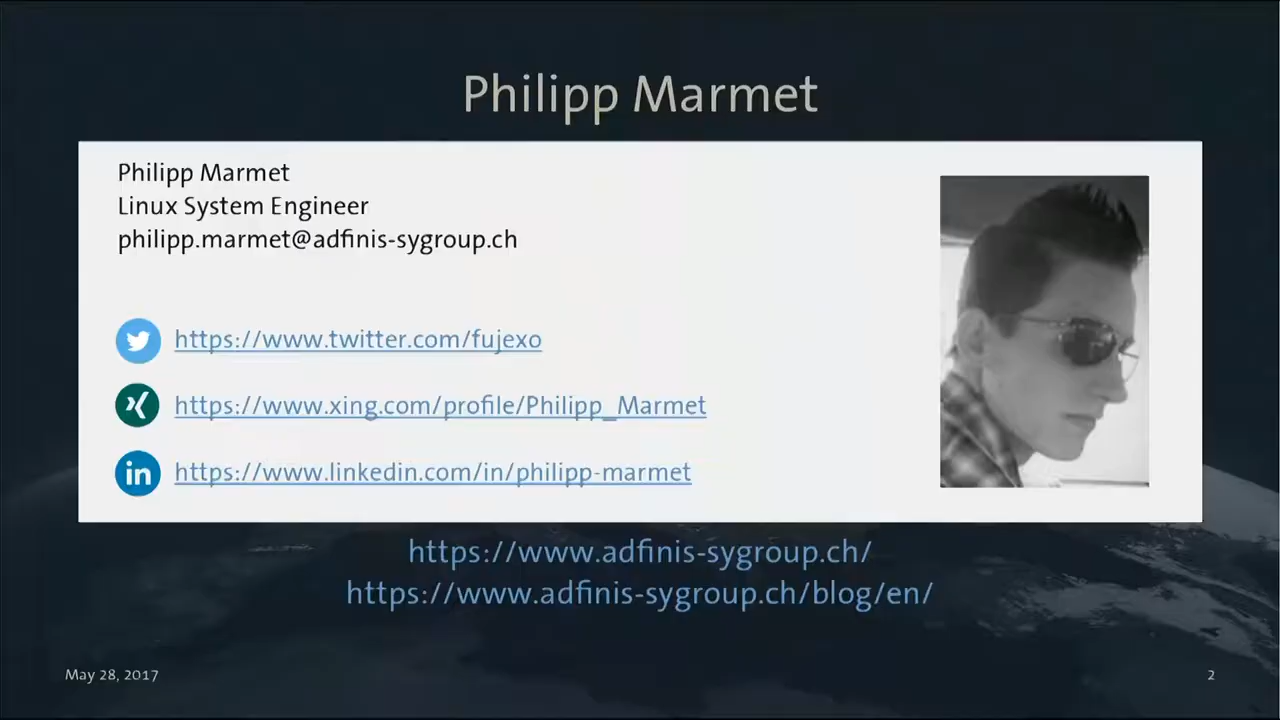 Philipp Marmet
Philipp Marmet
Linux System Engineer
philipp.marmet@adfinis-sygroup.ch
https://www.twitter.com/fujexo
https://www.xing.com/profile/Philipp_Marmet
in https://www.linkedin.com/in/philipp-marmet
https://www.adfinis-sygroup.ch/
https://www.adfinis-sygroup.ch/blog/en/
May 28, 2017
2